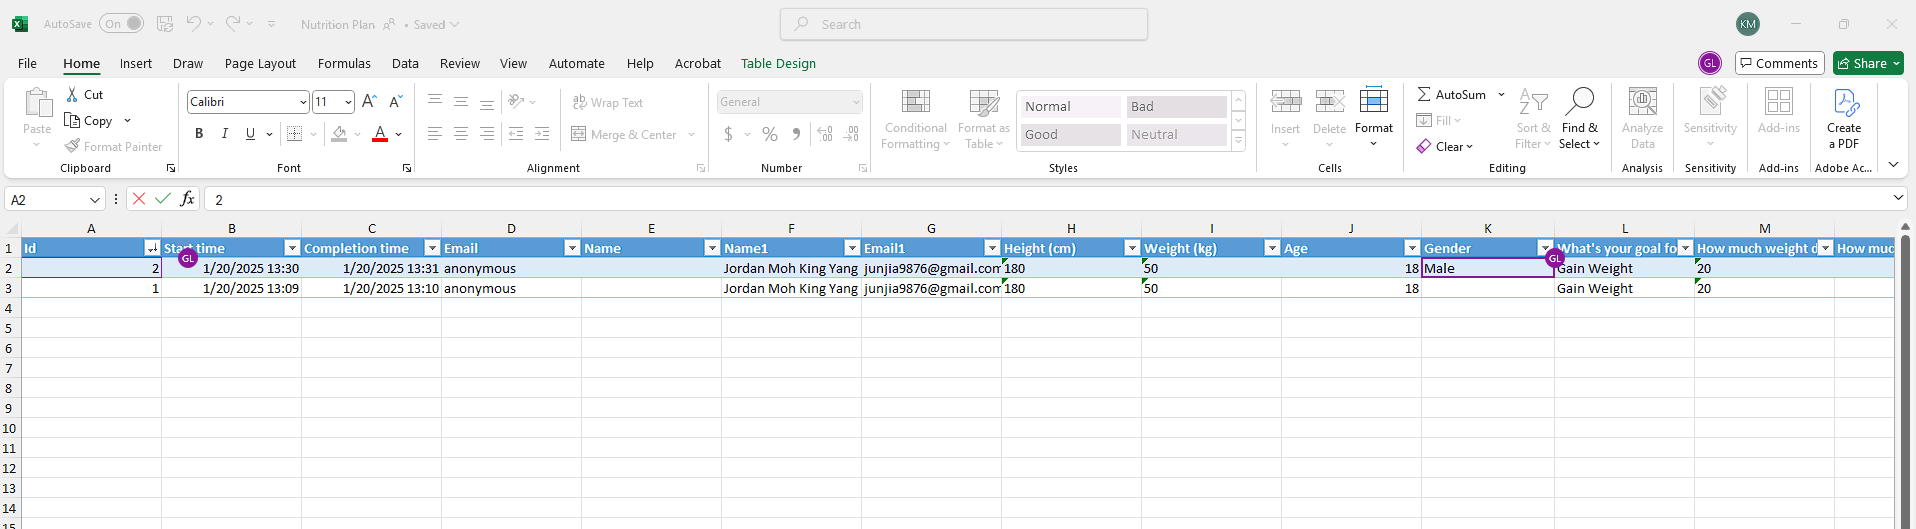 AutoSave On Nutrition Plan • Saved Search KM
File Home Insert Draw Page Layout Formulas Data Review View Automate Help Acrobat Table Design GL Comments Share
Paste Cut Copy Format Painter
Calibri 11 A A
B I U A
Wrap Text
Merge & Center
General
$ % 9
Conditional Formatting Format as Table
Normal Bad
Good Neutral
Insert Delete Format
AutoSum
Fill
Clear
Sort & Filter Find & Select
Analyze Data
Sensitivity
Add-ins
Create a PDF
Clipboard Font Alignment Number Styles Cells Editing Analysis Sensitivity Add-ins Adobe Ac...
A2 fx 2
A B C D E F G H I J K L M
1 Id Start time Completion time Email Name Name1 Email1 Height (cm) Weight (kg) Age Gender What's your goal fo How much weight d How muc
GL GL
2 2 1/20/2025 13:30 1/20/2025 13:31 anonymous Jordan Moh King Yang junjia9876@gmail.com 180 50 18 Male Gain Weight 20
3 1 1/20/2025 13:09 1/20/2025 13:10 anonymous Jordan Moh King Yang junjia9876@gmail.com 180 50 18 Gain Weight 20
4
5
6
7
8
9
10
11
12
13
14
15